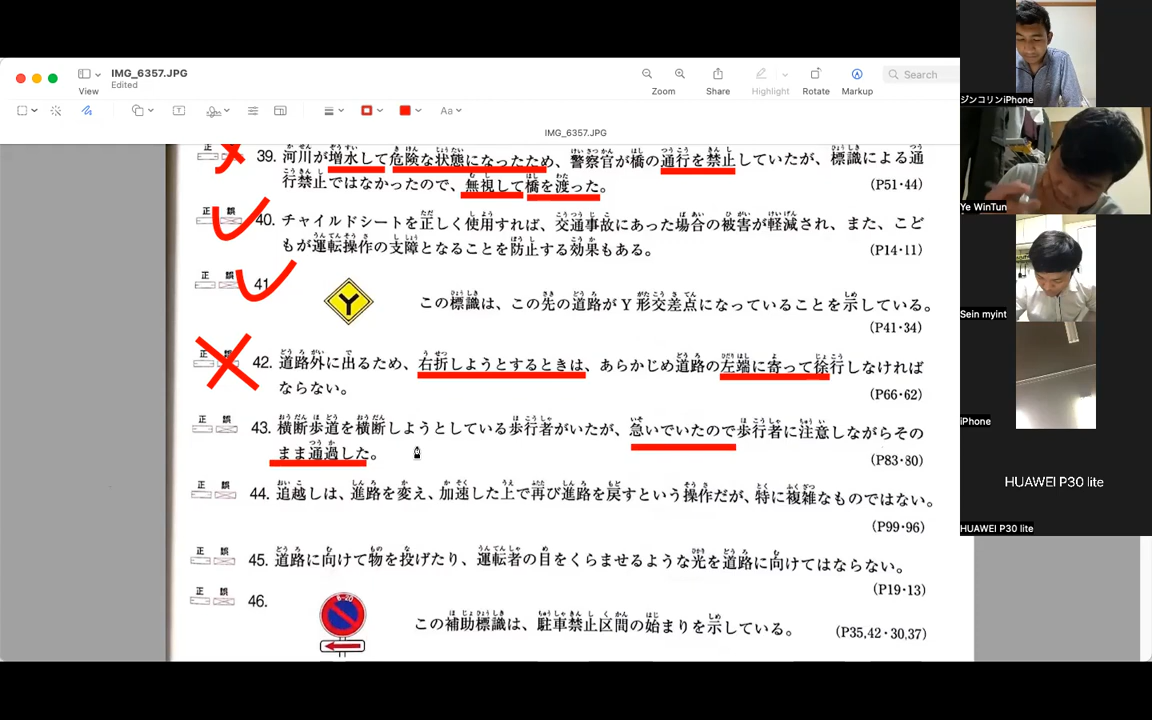 IMG_6357.JPG
Edited
View
Zoom
Share
Highlight
Rotate
Markup
Search
Aa
IMG_6357.JPG
正 誤 39. 河川が増水して危険な状態になったため、警察官が橋の通行を禁止していたが、標識による通
行禁止ではなかったので、無視して橋を渡った。
(P51・44)
正 誤 40. チャイルドシートを正しく使用すれば、交通事故にあった場合の被害が軽減され、また、こど
もが運転操作の支障となることを防止する効果もある。
(P14・11)
正 誤 41
この標識は、この先の道路がY形交差点になっていることを示している。
(P41・34)
正 誤 42. 道路外に出るため、右折しようとするときは、あらかじめ道路の左端に寄って徐行しなければ
ならない。
(P66・62)
正 誤 43. 横断歩道を横断しようとしている歩行者がいたが、急いでいたので歩行者に注意しながらその
まま通過した。
(P83・80)
正 誤 44. 追越しは、進路を変え、加速した上で再び進路を戻すという操作だが、特に複雑なものではない。
(P99・96)
正 誤 45. 道路に向けて物を投げたり、運転者の目をくらませるような光を道路に向けてはならない。
(P19・13)
正 誤 46.
8-20
この補助標識は、駐車禁止区間の始まりを示している。
(P35,42・30,37)
ジンコリンiPhone
Ye WinTun
Sein myint
iPhone
HUAWEI P30 lite
HUAWEI P30 lite